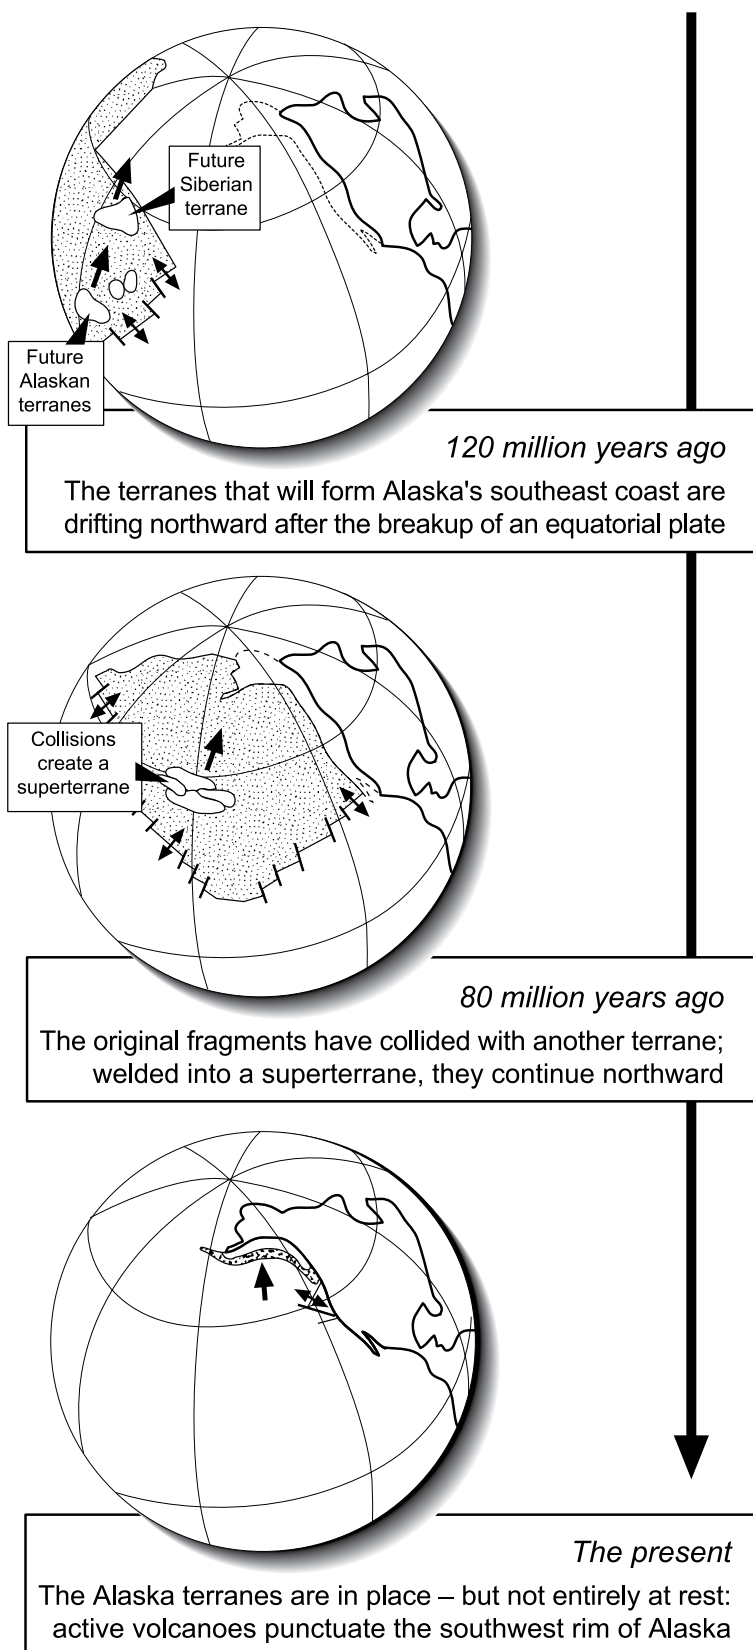 Future
Siberian
terrane
Future
Alaskan
terranes
120 million years ago
The terranes that will form Alaska's southeast coast are
drifting northward after the breakup of an equatorial plate
Collisions
create a
superterrane
80 million years ago
The original fragments have collided with another terrane;
welded into a superterrane, they continue northward
The present
The Alaska terranes are in place – but not entirely at rest:
active volcanoes punctuate the southwest rim of Alaska